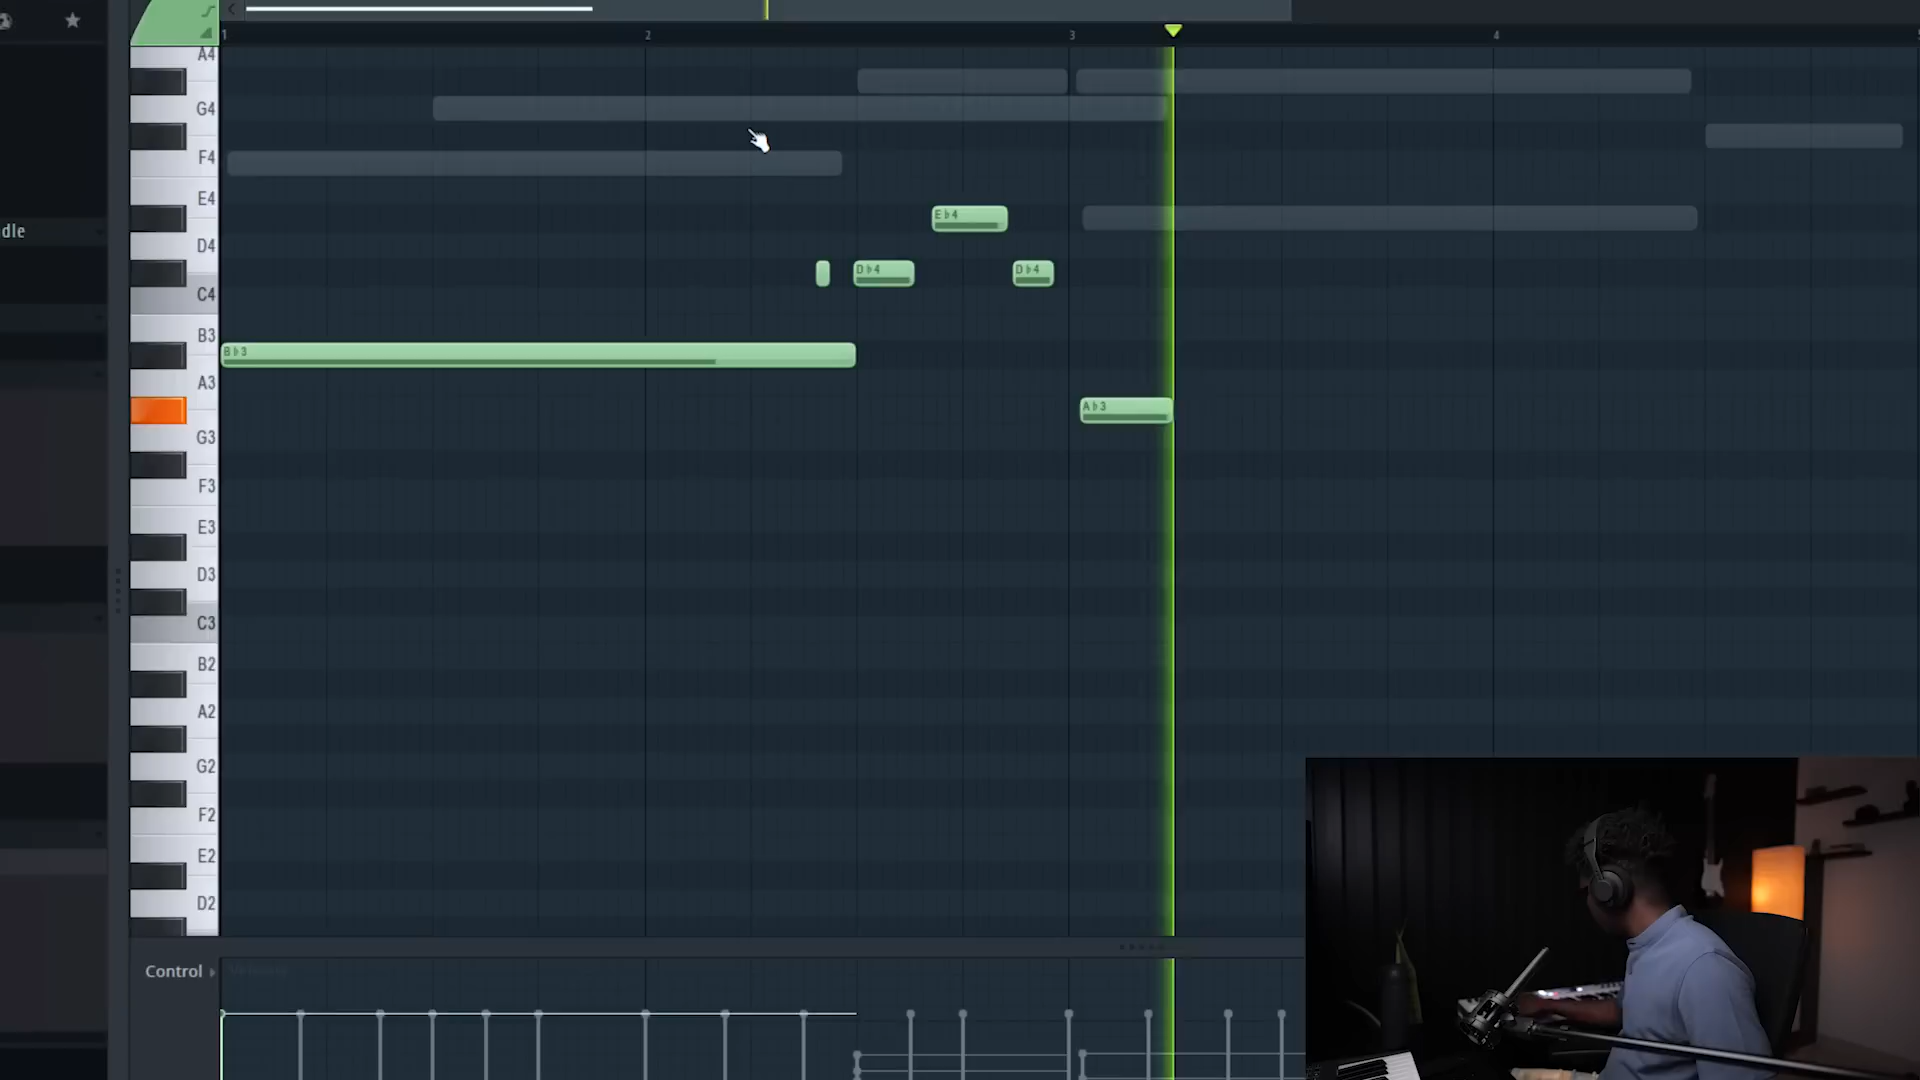 1 2 3 4
A4
G4
F4
E4
E♭4
dle
D4
D♭4 D♭4
C4
B3
B♭3
A3
A♭3
G3
F3
E3
D3
C3
B2
A2
G2
F2
E2
D2
Control